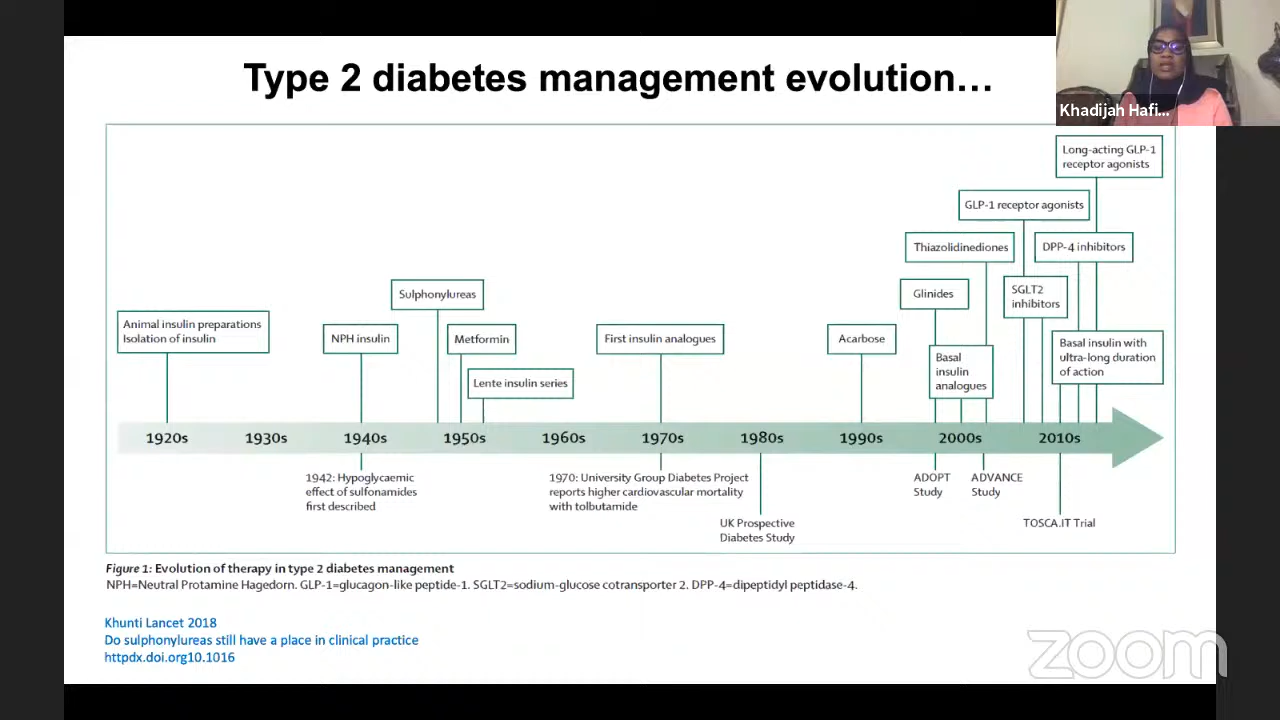 Type 2 diabetes management evolution...
Khadijah Hafi...
Long-acting GLP-1
receptor agonists
GLP-1 receptor agonists
Thiazolidinediones
DPP-4 inhibitors
Sulphonylureas
Glinides
SGLT2
inhibitors
Animal insulin preparations
Isolation of insulin
NPH insulin
Metformin
First insulin analogues
Acarbose
Basal
insulin
analogues
Basal insulin with
ultra-long duration
of action
Lente insulin series
1920s 1930s 1940s 1950s 1960s 1970s 1980s 1990s 2000s 2010s
1942: Hypoglycaemic
effect of sulfonamides
first described
1970: University Group Diabetes Project
reports higher cardiovascular mortality
with tolbutamide
UK Prospective
Diabetes Study
ADOPT
Study
ADVANCE
Study
TOSCA.IT Trial
Figure 1: Evolution of therapy in type 2 diabetes management
NPH=Neutral Protamine Hagedorn. GLP-1=glucagon-like peptide-1. SGLT2=sodium-glucose cotransporter 2. DPP-4=dipeptidyl peptidase-4.
Khunti Lancet 2018
Do sulphonylureas still have a place in clinical practice
httpdx.doi.org10.1016
zoom